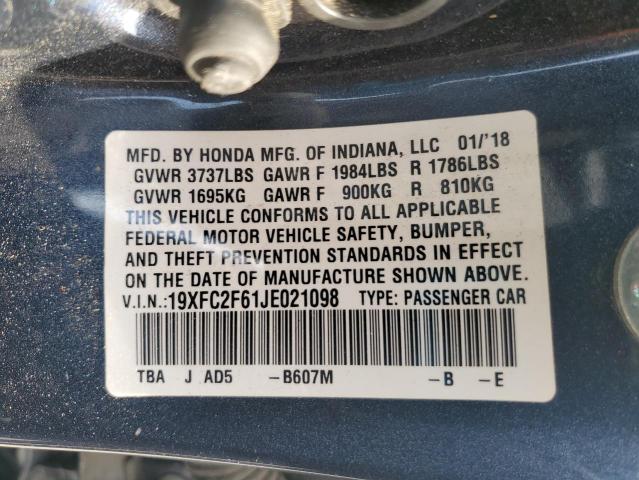 MFD. BY HONDA MFG. OF INDIANA, LLC 01/'18
GVWR 3737LBS GAWR F 1984LBS R 1786LBS
GVWR 1695KG GAWR F 900KG R 810KG
THIS VEHICLE CONFORMS TO ALL APPLICABLE
FEDERAL MOTOR VEHICLE SAFETY, BUMPER,
AND THEFT PREVENTION STANDARDS IN EFFECT
ON THE DATE OF MANUFACTURE SHOWN ABOVE.
V.I.N.:19XFC2F61JE021098 TYPE: PASSENGER CAR
TBA J AD5 -B607M -B -E